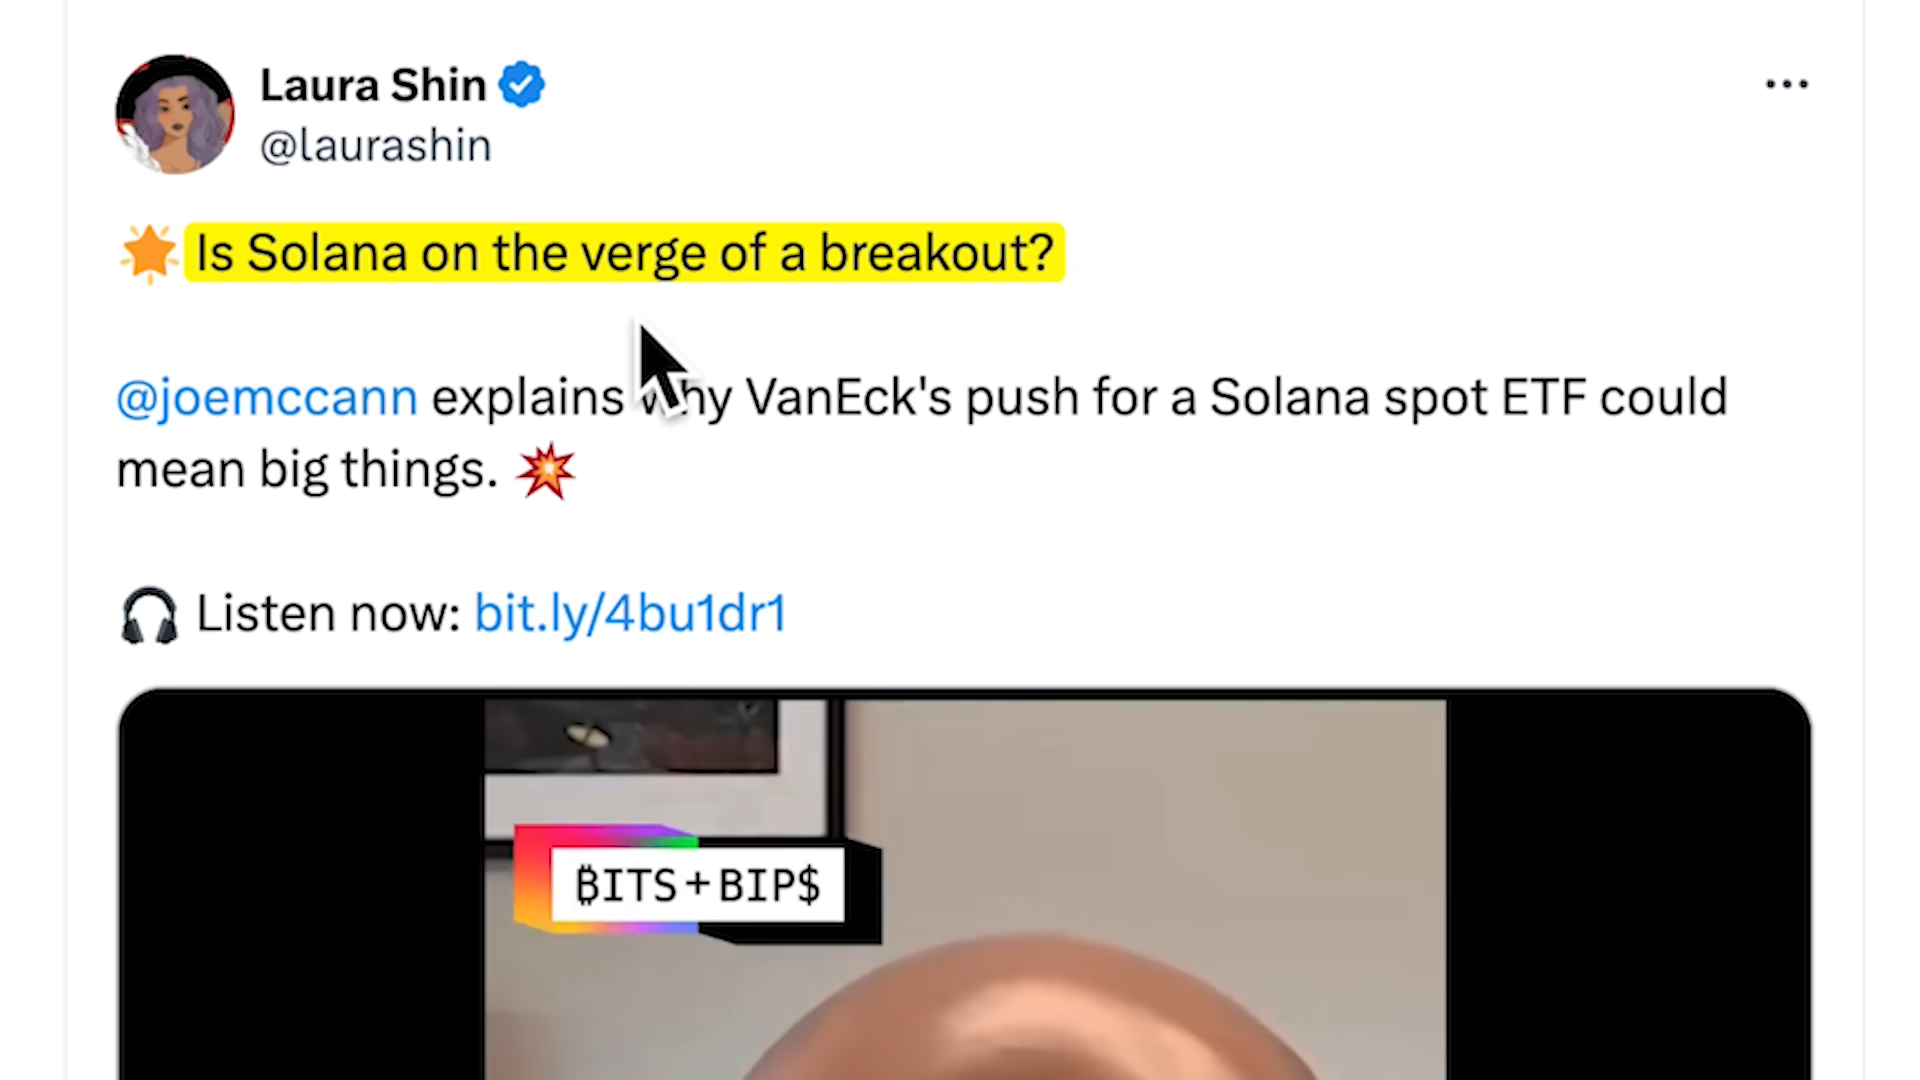 Laura Shin
@laurashin
🌟 Is Solana on the verge of a breakout?
@joemccann explains why VanEck's push for a Solana spot ETF could
mean big things. 💥
🎧 Listen now: bit.ly/4bu1dr1
₿ITS+BIP$